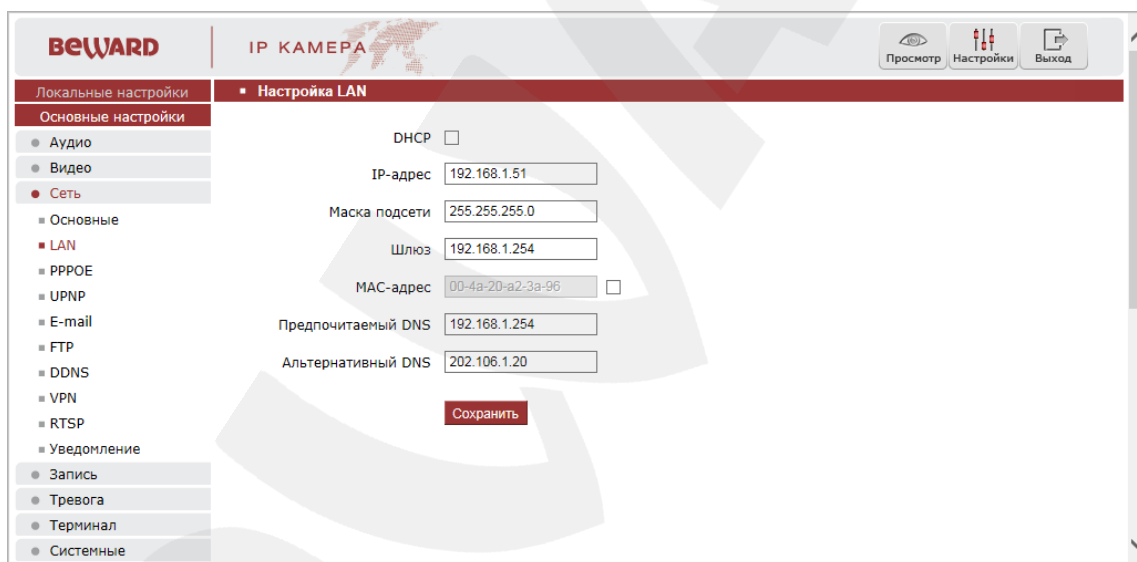 BEWARD
IP КАМЕРА
Просмотр
Настройки
Выход
Локальные настройки
Основные настройки
Аудио
Видео
Сеть
Основные
LAN
PPPOE
UPNP
E-mail
FTP
DDNS
VPN
RTSP
Уведомление
Запись
Тревога
Терминал
Системные
Настройка LAN
DHCP
IP-адрес 192.168.1.51
Маска подсети 255.255.255.0
Шлюз 192.168.1.254
MAC-адрес 00-4a-20-a2-3a-96
Предпочитаемый DNS 192.168.1.254
Альтернативный DNS 202.106.1.20
Сохранить